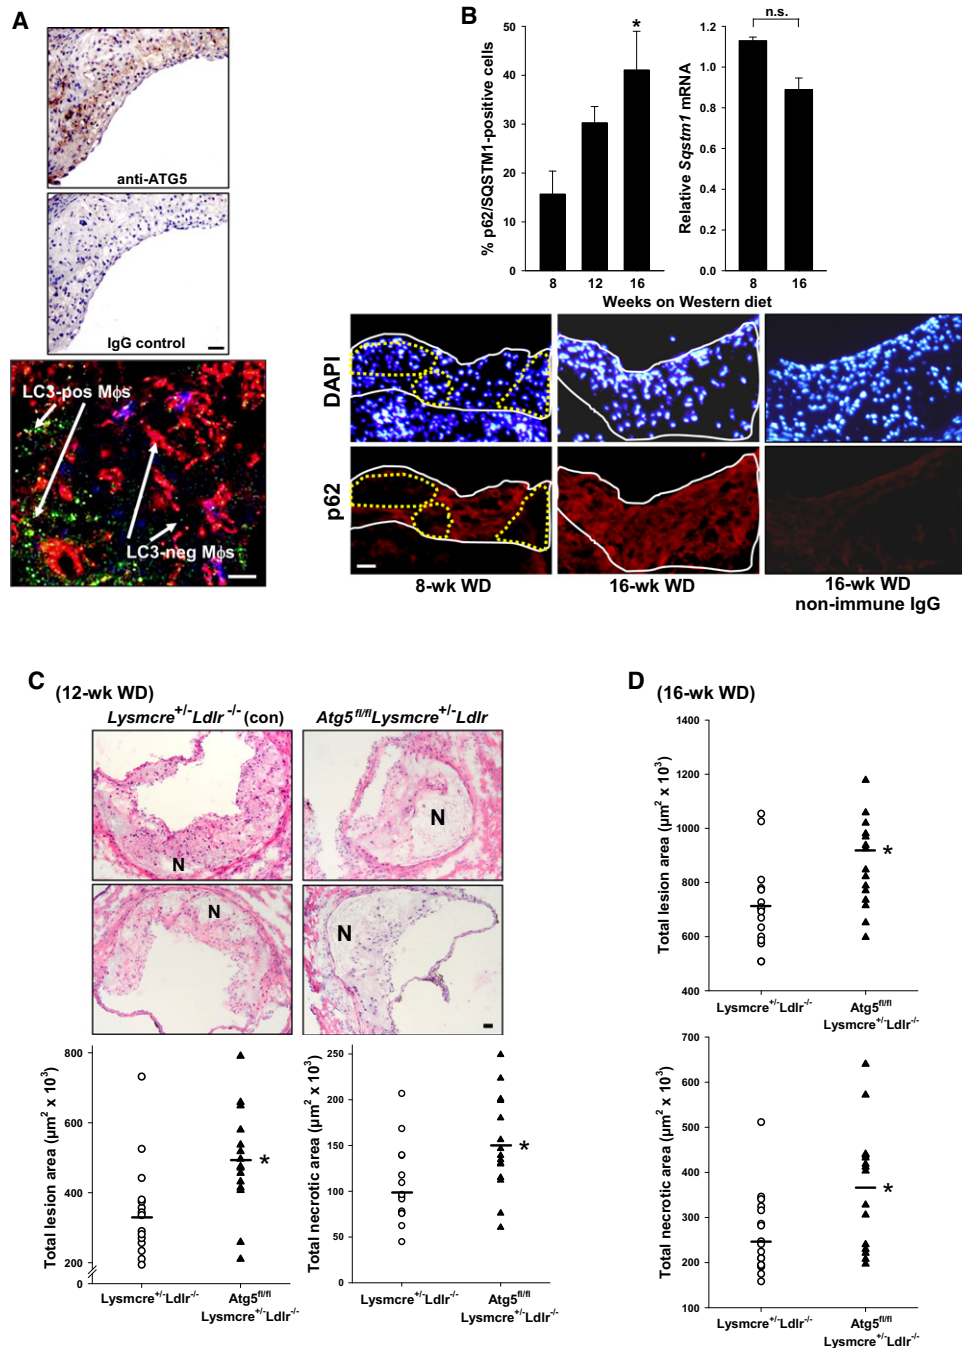 A
anti-ATG5
IgG control
LC3-pos Mϕs
LC3-neg Mϕs
B
% p62/SQSTM1-positive cells
50
40
30
20
10
0
*
8
12
16
Relative Sqstm1 mRNA
1.2
1.0
0.8
0.6
0.4
0.2
0.0
n.s.
8
16
Weeks on Western diet
DAPI
p62
8-wk WD
16-wk WD
16-wk WD
non-immune IgG
C
(12-wk WD)
Lysmcre+/-Ldlr-/- (con)
Atg5fl/flLysmcre+/-Ldlr
N
N
N
N
Total lesion area (µm2 x 103)
800
600
400
200
0
*
Lysmcre+/-Ldlr-/-
Atg5fl/fl
Lysmcre+/-Ldlr-/-
Total necrotic area (µm2 x 103)
250
200
150
100
50
0
*
Lysmcre+/-Ldlr-/-
Atg5fl/fl
Lysmcre+/-Ldlr-/-
D
(16-wk WD)
Total lesion area (µm2 x 103)
1400
1200
1000
800
600
400
*
Lysmcre+/-Ldlr-/-
Atg5fl/fl
Lysmcre+/-Ldlr-/-
Total necrotic area (µm2 x 103)
700
600
500
400
300
200
100
*
Lysmcre+/-Ldlr-/-
Atg5fl/fl
Lysmcre+/-Ldlr-/-